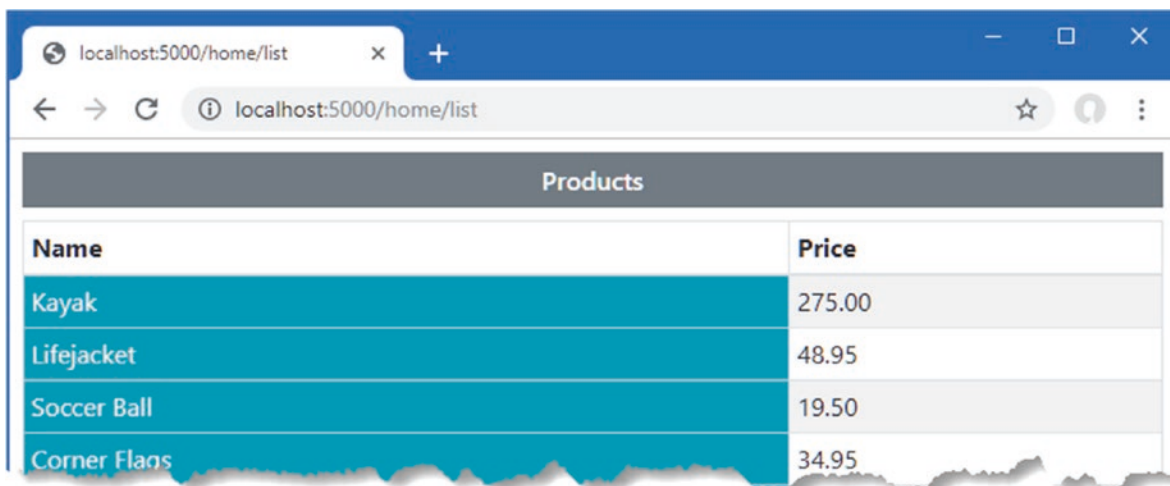 localhost:5000/home/list
localhost:5000/home/list
Products
Name Price
Kayak 275.00
Lifejacket 48.95
Soccer Ball 19.50
Corner Flags 34.95